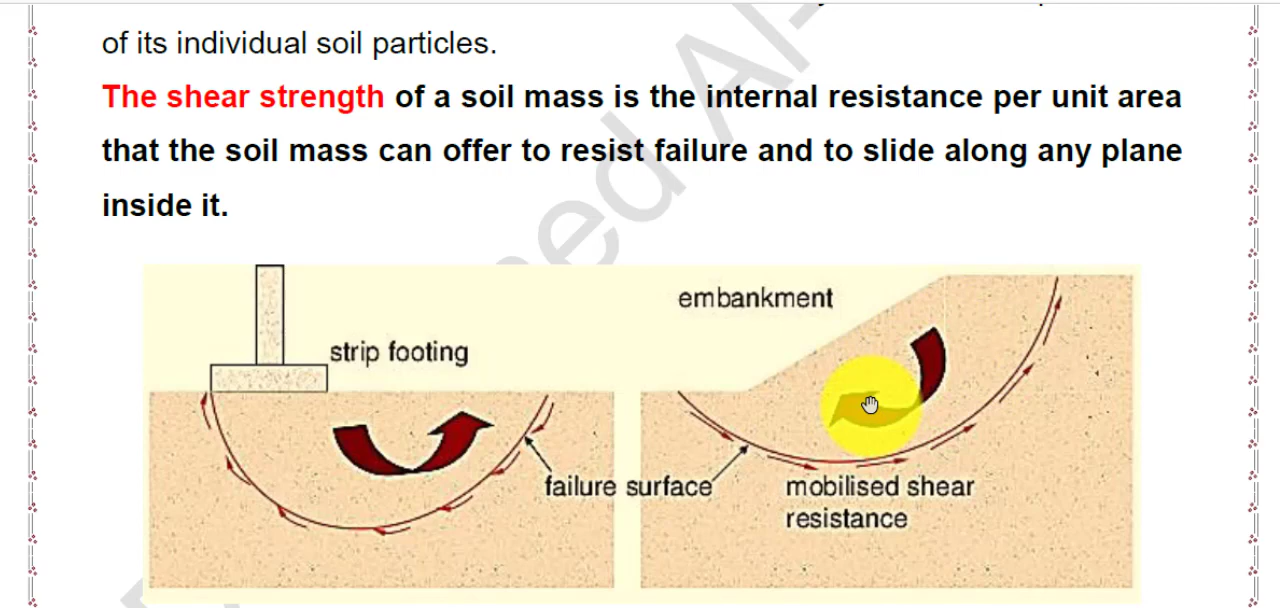 of its individual soil particles.
The shear strength of a soil mass is the internal resistance per unit area
that the soil mass can offer to resist failure and to slide along any plane
inside it.
embankment
strip footing
failure surface
mobilised shear
resistance